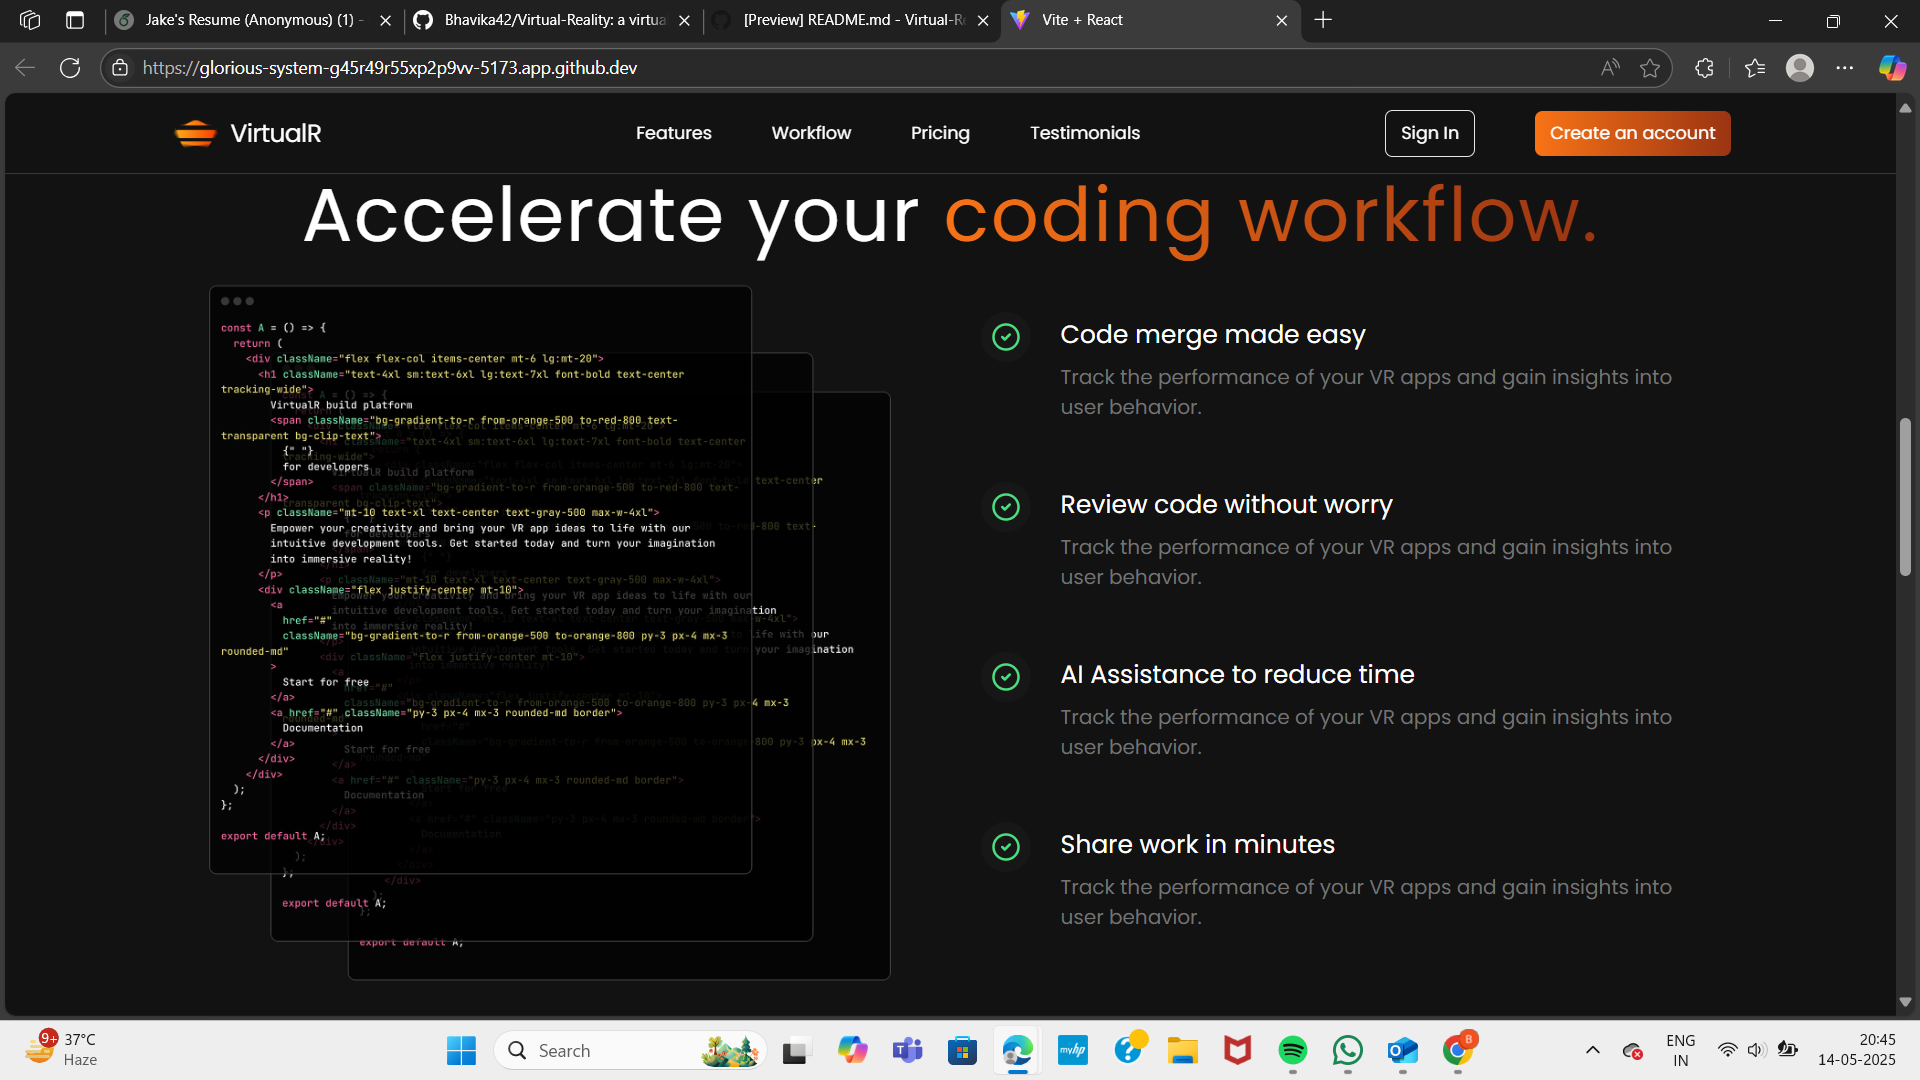 Jake's Resume (Anonymous) (1) -
Bhavika42/Virtual-Reality: a virtua
[Preview] README.md - Virtual-Re
Vite + React
https://glorious-system-g45r49r55xp2p9vv-5173.app.github.dev
VirtualR
Features
Workflow
Pricing
Testimonials
Sign In
Create an account
Accelerate your coding workflow.
const A = () => {
return (
<div className="flex flex-col items-center mt-6 lg:mt-20">
<h1 className="text-4xl sm:text-6xl lg:text-7xl font-bold text-center
tracking-wide">
VirtualR build platform
<span className="bg-gradient-to-r from-orange-500 to-red-800 text-
transparent bg-clip-text">
{" "}
for developers
</span>
</h1>
<p className="mt-10 text-xl text-center text-gray-500 max-w-4xl">
Empower your creativity and bring your VR app ideas to life with our
intuitive development tools. Get started today and turn your imagination
into immersive reality!
</p>
<div className="flex justify-center mt-10">
<a
href="#"
className="bg-gradient-to-r from-orange-500 to-orange-800 py-3 px-4 mx-3
rounded-md"
>
Start for free
</a>
<a href="#" className="py-3 px-4 mx-3 rounded-md border">
Documentation
</a>
</div>
</div>
);
};
export default A;
};
export default A;
export default A;
Code merge made easy
Track the performance of your VR apps and gain insights into
user behavior.
Review code without worry
Track the performance of your VR apps and gain insights into
user behavior.
AI Assistance to reduce time
Track the performance of your VR apps and gain insights into
user behavior.
Share work in minutes
Track the performance of your VR apps and gain insights into
user behavior.
9+
37°C
Haze
Search
myhp
B
ENG
IN
20:45
14-05-2025